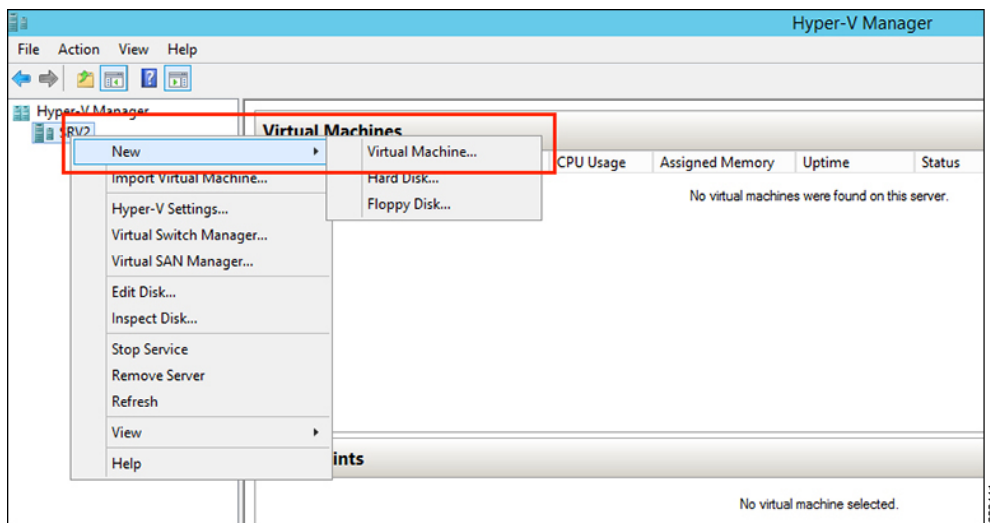 Hyper-V Manager
File Action View Help
Hyper-V Manager
SRV2
Virtual Machines
CPU Usage Assigned Memory Uptime Status
No virtual machines were found on this server.
New
Virtual Machine...
Hard Disk...
Floppy Disk...
Import Virtual Machine...
Hyper-V Settings...
Virtual Switch Manager...
Virtual SAN Manager...
Edit Disk...
Inspect Disk...
Stop Service
Remove Server
Refresh
View
Help
ints
No virtual machine selected.